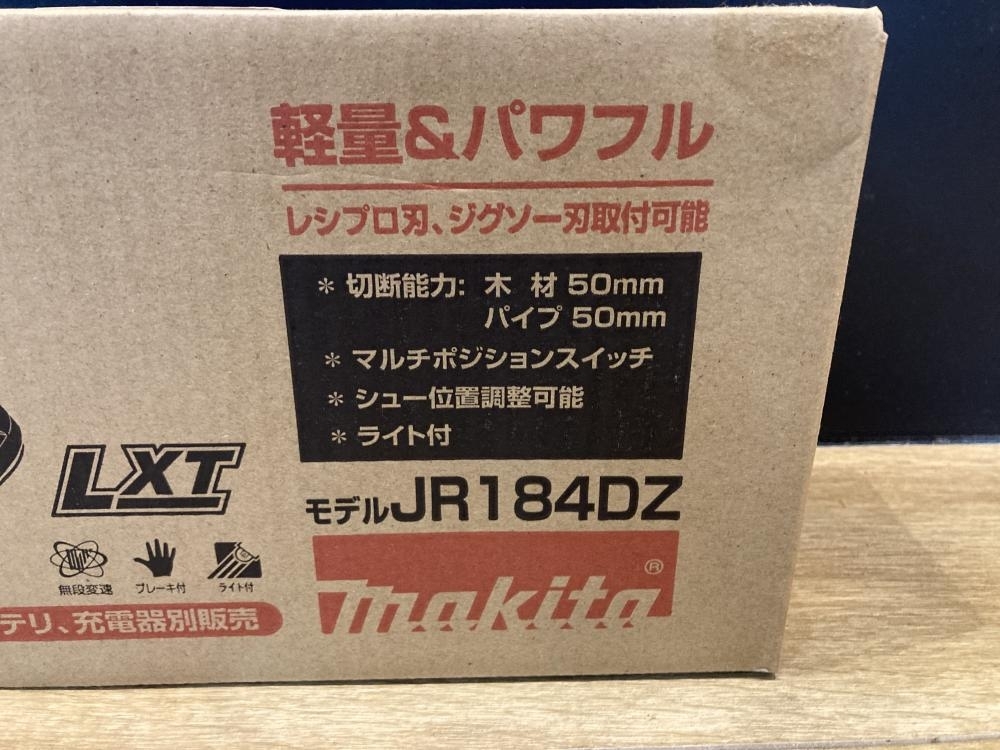 軽量&パワフル
レシプロ刃、ジグソー刃取付可能
＊切断能力: 木 材 50mm
パイプ 50mm
＊マルチポジションスイッチ
＊シュー位置調整可能
＊ライト付
LXT
モデルJR184DZ
無段変速 ブレーキ付 ライト付
テリ、充電器別販売
makita®